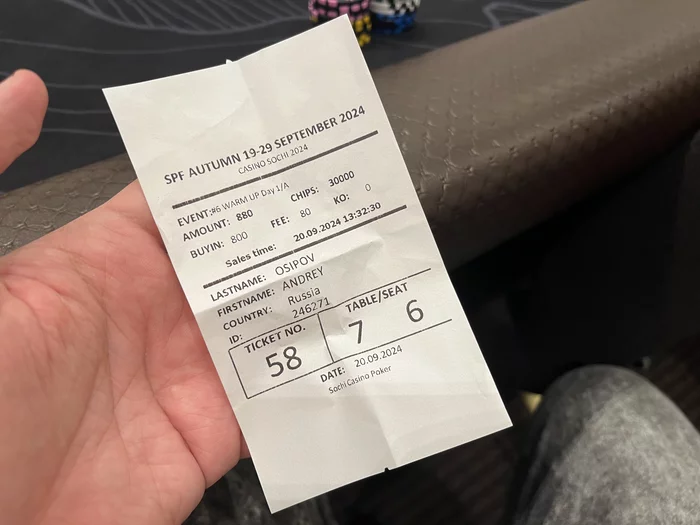 SPF AUTUMN 19-29 SEPTEMBER 2024
CASINO SOCHI 2024
EVENT:#6 WARM UP Day1/A
AMOUNT: 880 CHIPS: 30000
BUYIN: 800 FEE: 80 KO: 0
Sales time: 20.09.2024 13:32:30
LASTNAME: OSIPOV
FIRSTNAME: ANDREY
COUNTRY: Russia
ID: 246271
TICKET NO. TABLE/SEAT
58 7 6
DATE: 20.09.2024
Sochi Casino Poker